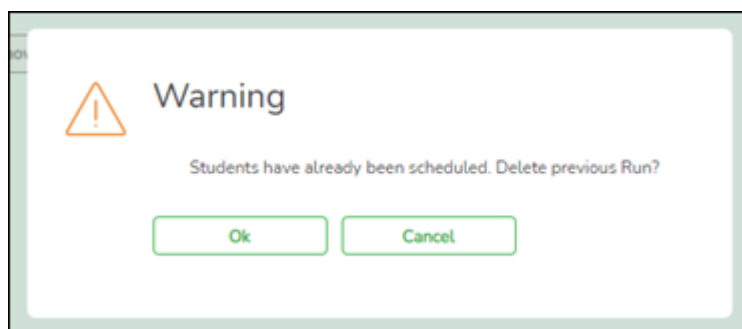 Warning
Students have already been scheduled. Delete previous Run?
Ok
Cancel